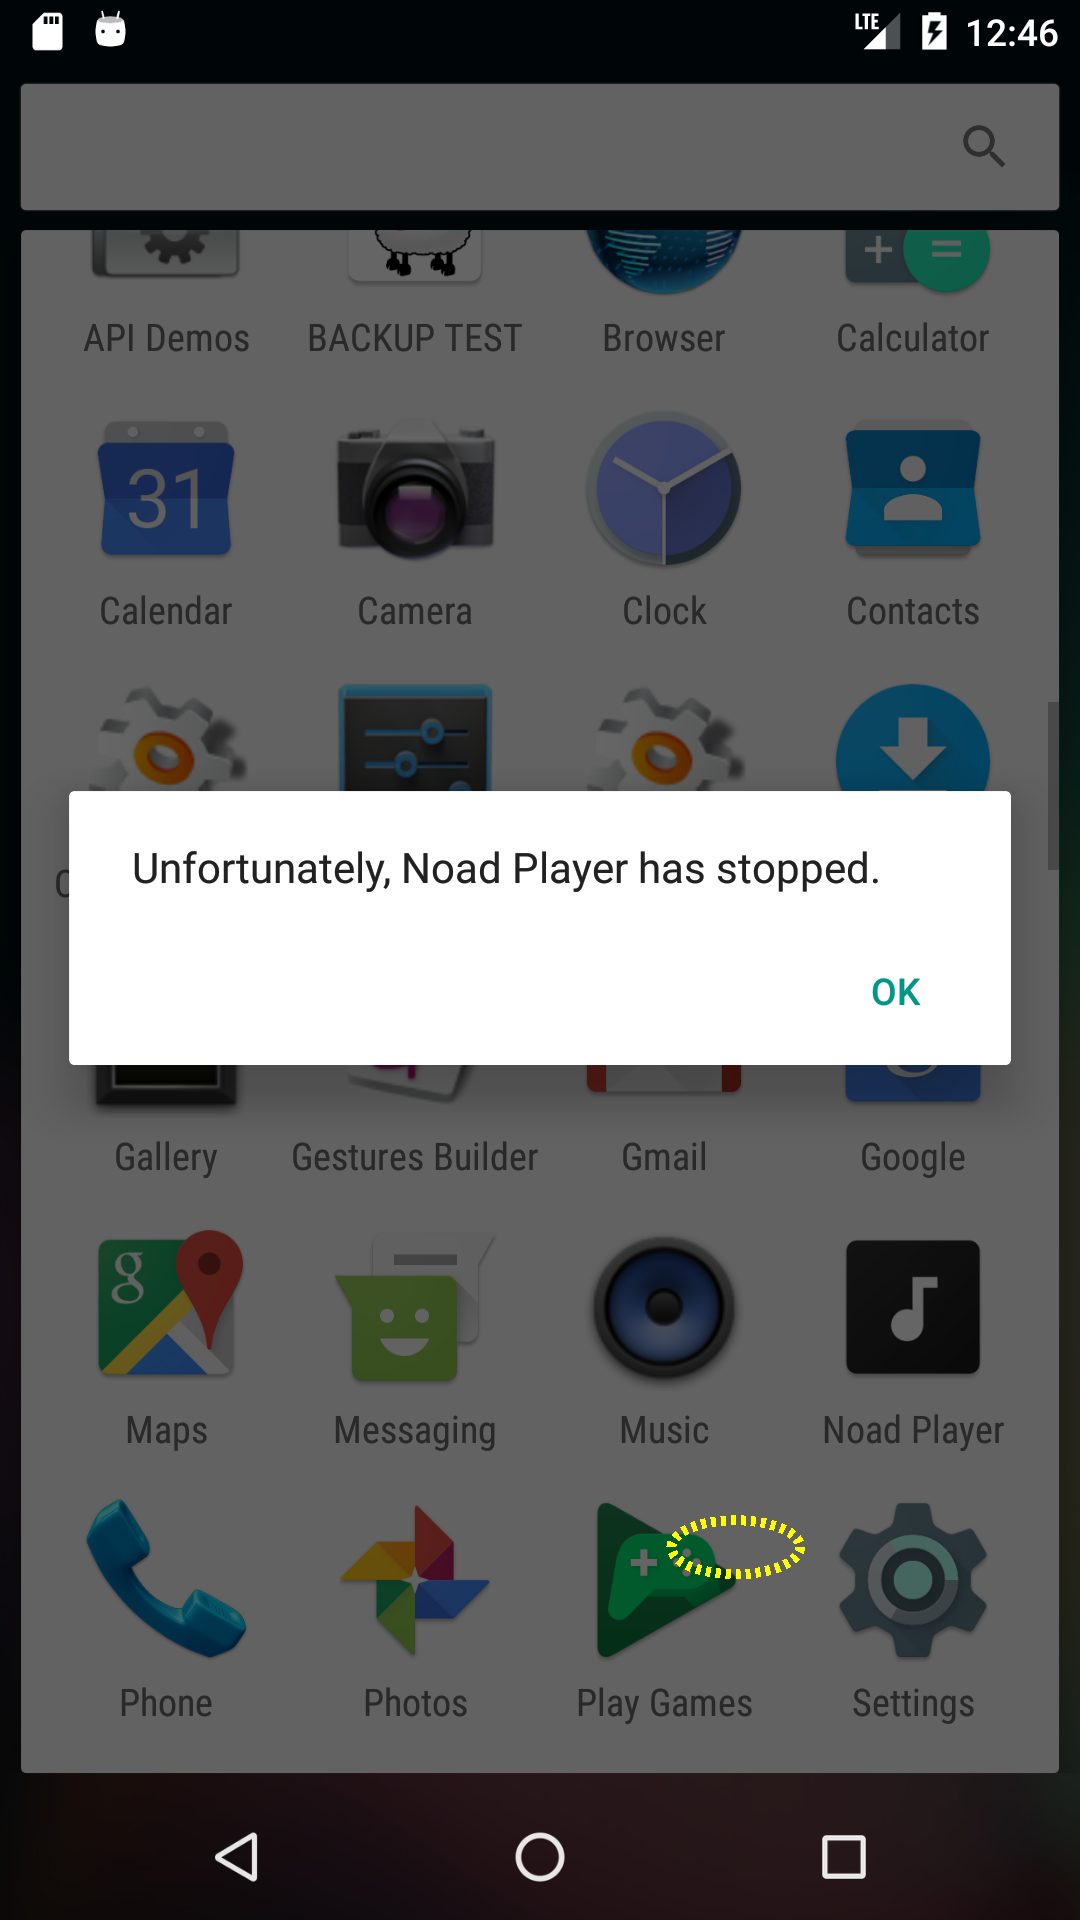 LTE 12:46
API Demos BACKUP TEST Browser Calculator
31
Calendar Camera Clock Contacts
Unfortunately, Noad Player has stopped.
OK
Gallery Gestures Builder Gmail Google
g
Maps Messaging Music Noad Player
Phone Photos Play Games Settings